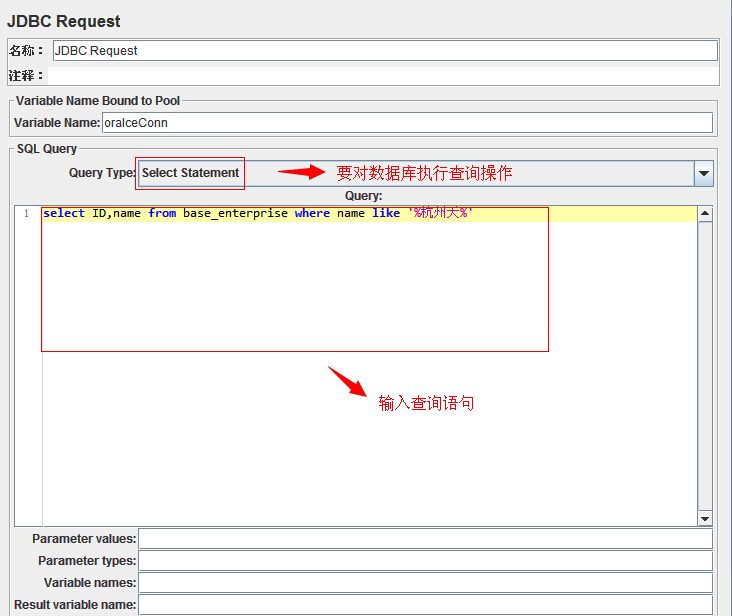 JDBC Request
名称： JDBC Request
注释：
Variable Name Bound to Pool
Variable Name: oralceConn
SQL Query
Query Type: Select Statement 要对数据库执行查询操作
Query:
1 select ID,name from base_enterprise where name like '%杭州天%'
输入查询语句
Parameter values:
Parameter types:
Variable names:
Result variable name: